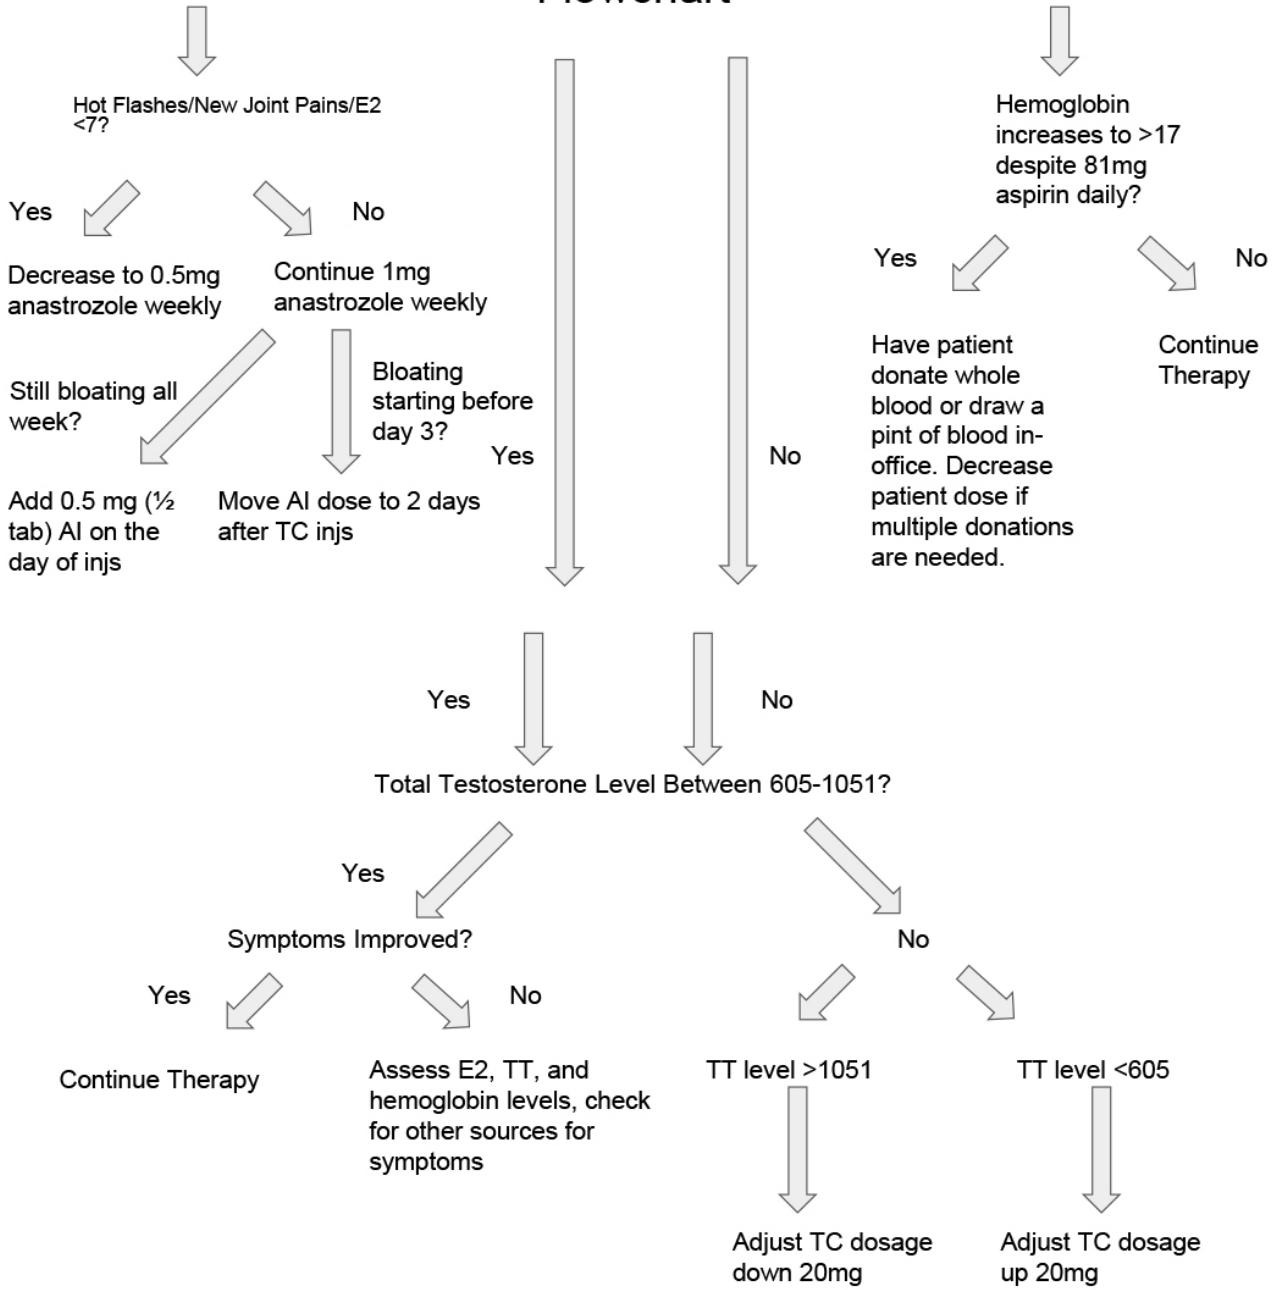 Flowchart
Hot Flashes/New Joint Pains/E2
<7?
Yes
No
Decrease to 0.5mg
anastrozole weekly
Continue 1mg
anastrozole weekly
Still bloating all
week?
Bloating
starting before
day 3?
Add 0.5 mg (½
tab) AI on the
day of injs
Move AI dose to 2 days
after TC injs
Yes
No
Hemoglobin
increases to >17
despite 81mg
aspirin daily?
Yes
No
Have patient
donate whole
blood or draw a
pint of blood in-
office. Decrease
patient dose if
multiple donations
are needed.
Continue
Therapy
Yes
No
Total Testosterone Level Between 605-1051?
Yes
No
Symptoms Improved?
Yes
No
Continue Therapy
Assess E2, TT, and
hemoglobin levels, check
for other sources for
symptoms
TT level >1051
TT level <605
Adjust TC dosage
down 20mg
Adjust TC dosage
up 20mg